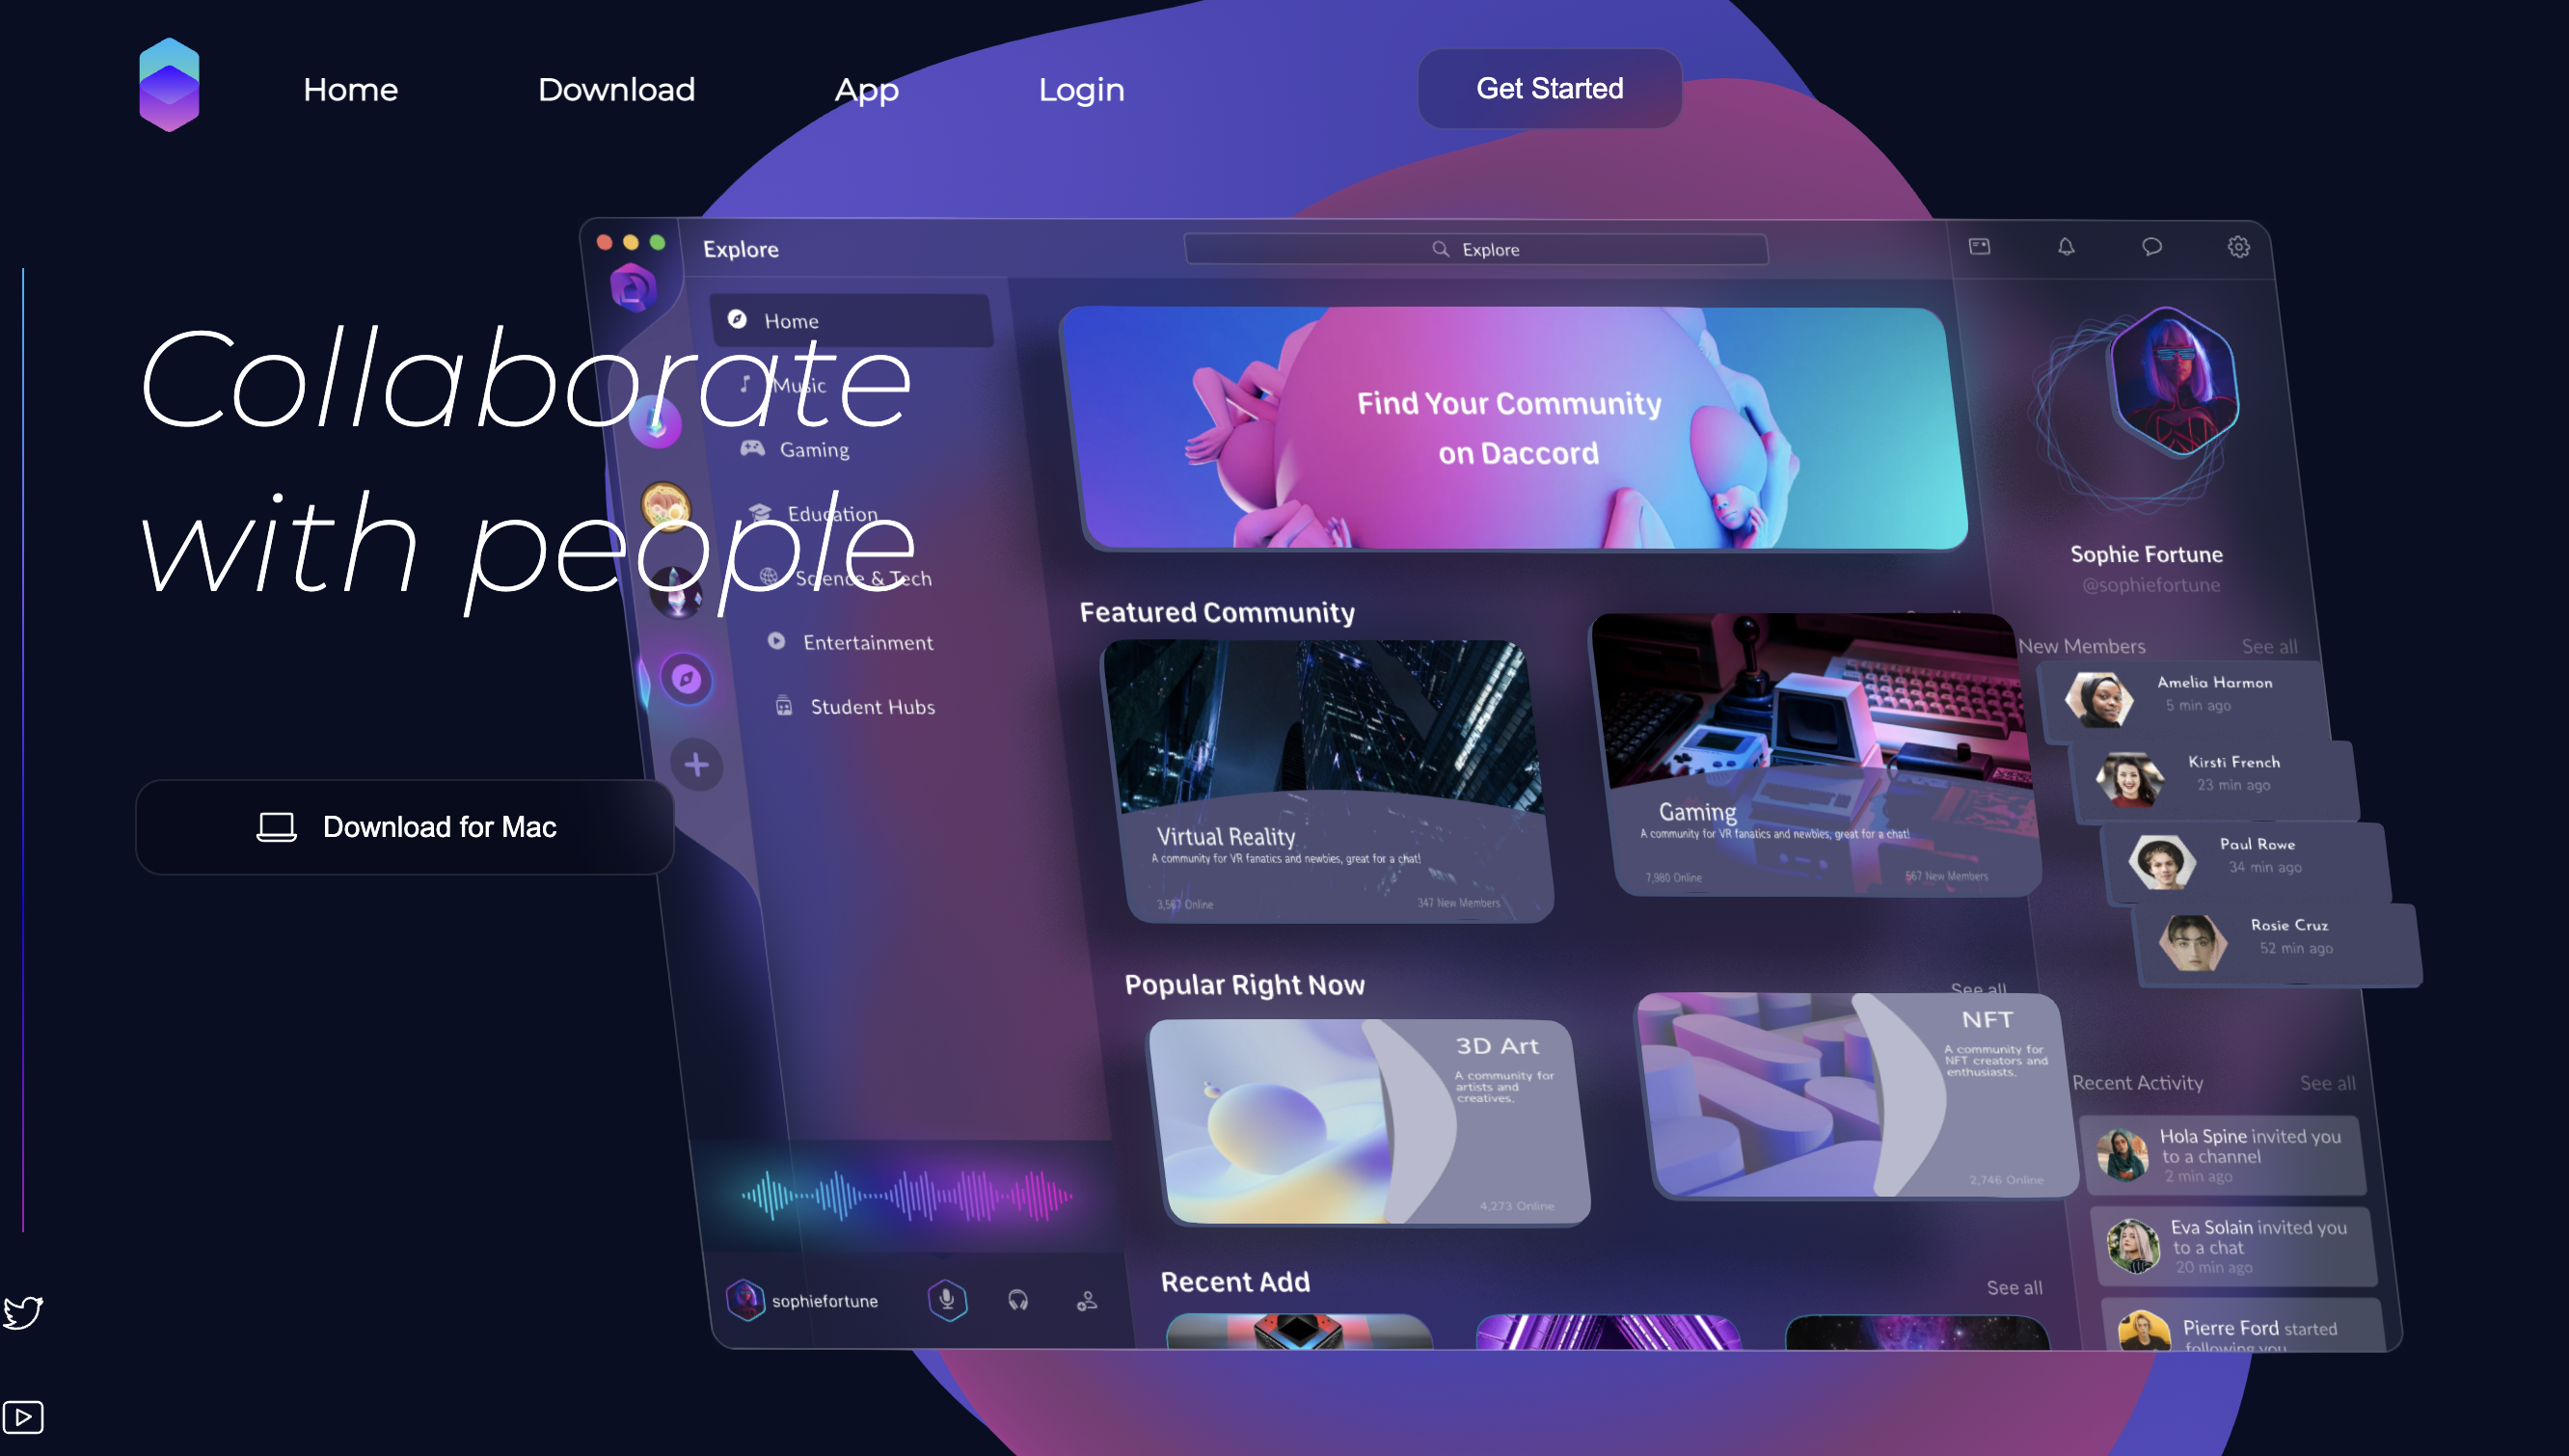 Home
Download
App
Login
Get Started
Collaborate
with people
Download for Mac
Explore
Explore
Home
Music
Gaming
Education
Science & Tech
Entertainment
Student Hubs
sophiefortune
Find Your Community
on Daccord
Featured Community
Virtual Reality
A community for VR fanatics and newbies, great for a chat!
3,567 Online
347 New Members
See all
Gaming
A community for VR fanatics and newbies, great for a chat!
7,980 Online
567 New Members
Popular Right Now
See all
3D Art
A community for
artists and
creatives.
4,273 Online
NFT
A community for
NFT creators and
enthusiasts.
2,746 Online
Recent Add
See all
Sophie Fortune
@sophiefortune
New Members
See all
Amelia Harmon
5 min ago
Kirsti French
23 min ago
Paul Rowe
34 min ago
Rosie Cruz
52 min ago
Recent Activity
See all
Hola Spine invited you
to a channel
2 min ago
Eva Solain invited you
to a chat
20 min ago
Pierre Ford started
following you